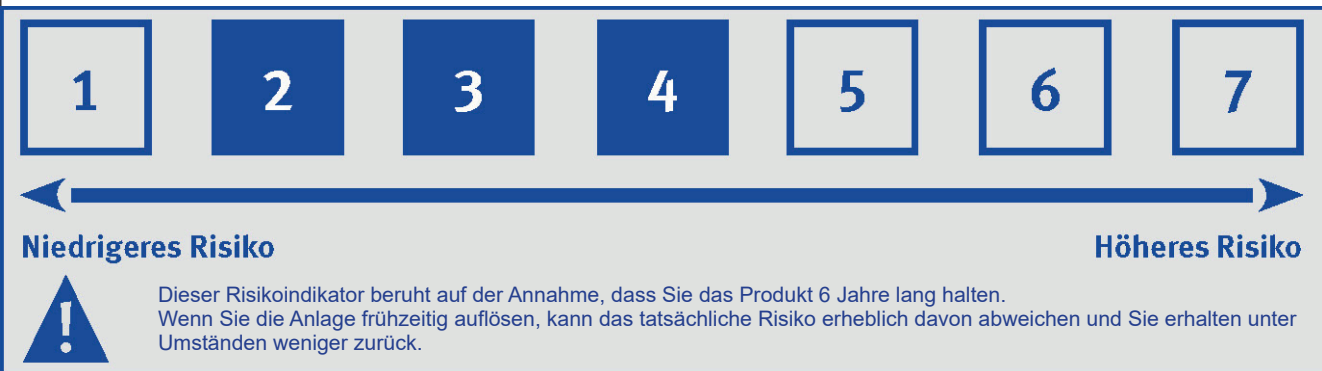 1 2 3 4 5 6 7
Niedrigeres Risiko Höheres Risiko
!
Dieser Risikoindikator beruht auf der Annahme, dass Sie das Produkt 6 Jahre lang halten.
Wenn Sie die Anlage frühzeitig auflösen, kann das tatsächliche Risiko erheblich davon abweichen und Sie erhalten unter
Umständen weniger zurück.